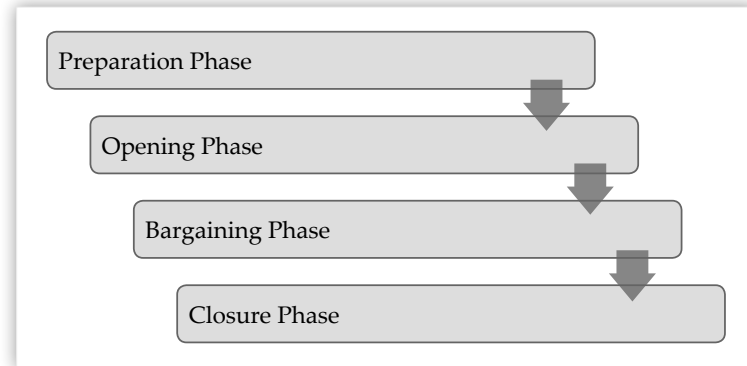 Preparation Phase
Opening Phase
Bargaining Phase
Closure Phase